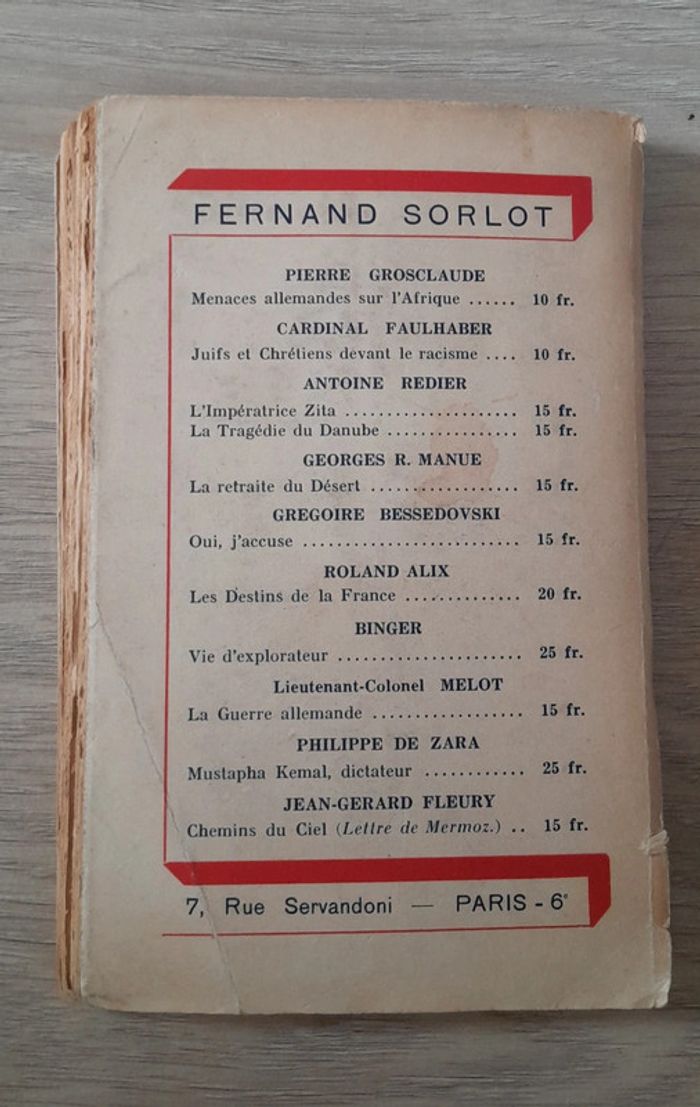 FERNAND SORLOT
PIERRE GROSCLAUDE
Menaces allemandes sur l'Afrique ...... 10 fr.
CARDINAL FAULHABER
Juifs et Chrétiens devant le racisme .... 10 fr.
ANTOINE REDIER
L'Impératrice Zita ..................... 15 fr.
La Tragédie du Danube ................ 15 fr.
GEORGES R. MANUE
La retraite du Désert .................. 15 fr.
GREGOIRE BESSEDOVSKI
Oui, j'accuse .......................... 15 fr.
ROLAND ALIX
Les Destins de la France .............. 20 fr.
BINGER
Vie d'explorateur ...................... 25 fr.
Lieutenant-Colonel MELOT
La Guerre allemande .................. 15 fr.
PHILIPPE DE ZARA
Mustapha Kemal, dictateur ............ 25 fr.
JEAN-GERARD FLEURY
Chemins du Ciel (Lettre de Mermoz.) .. 15 fr.
7, Rue Servandoni — PARIS - 6e